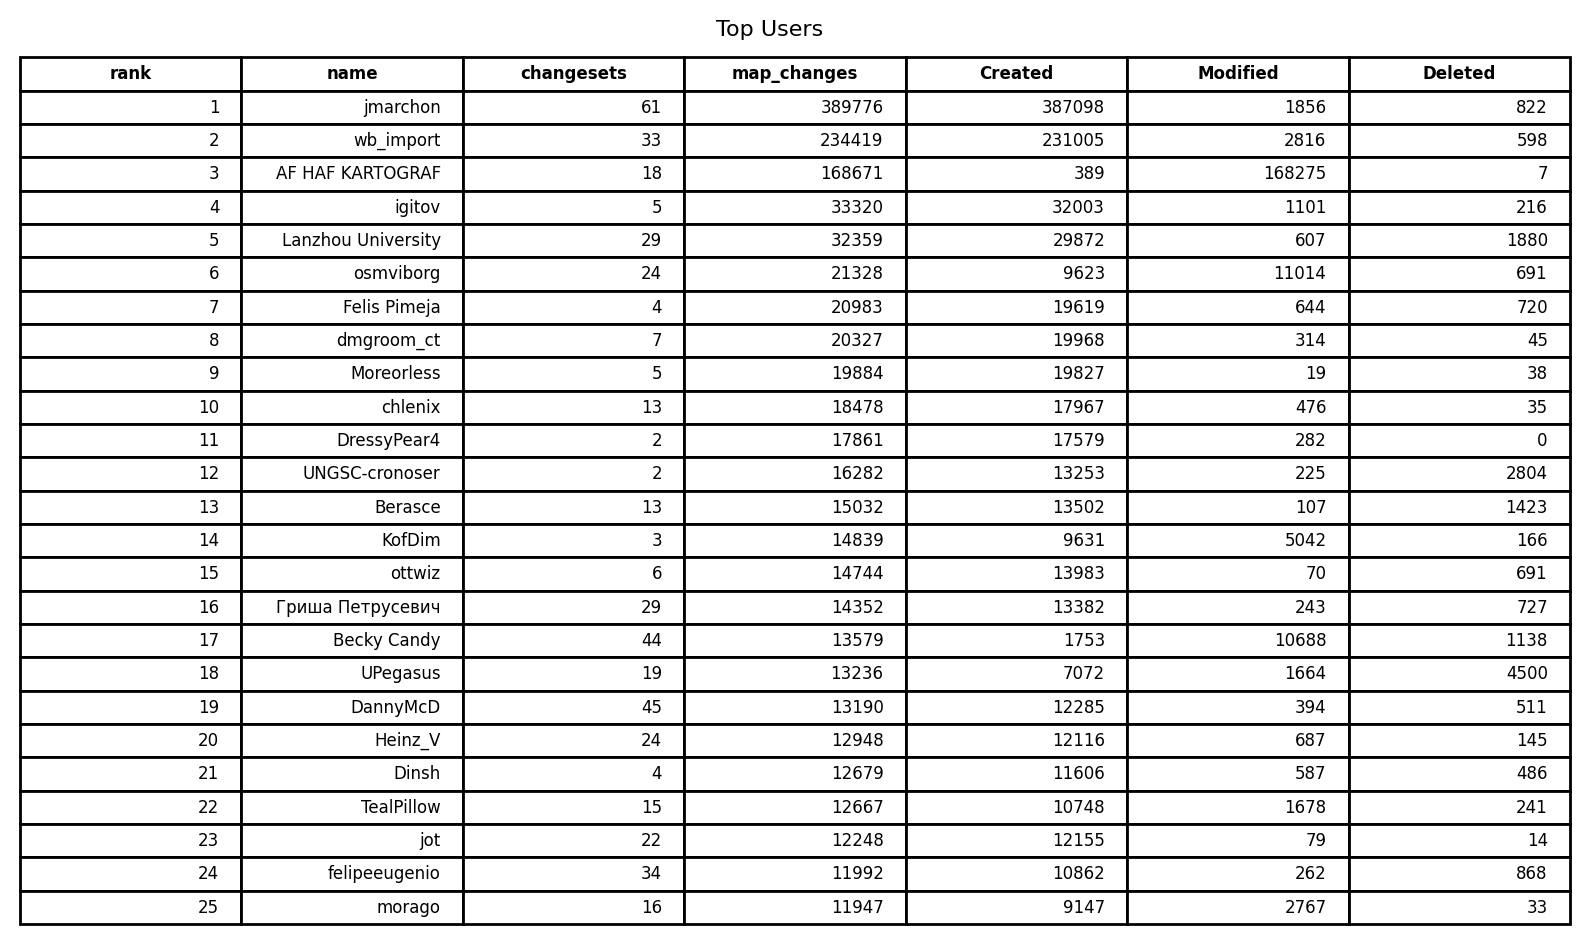 Top Users
rank name changesets map_changes Created Modified Deleted
1 jmarchon 61 389776 387098 1856 822
2 wb_import 33 234419 231005 2816 598
3 AF HAF KARTOGRAF 18 168671 389 168275 7
4 igitov 5 33320 32003 1101 216
5 Lanzhou University 29 32359 29872 607 1880
6 osmviborg 24 21328 9623 11014 691
7 Felis Pimeja 4 20983 19619 644 720
8 dmgroom_ct 7 20327 19968 314 45
9 Moreorless 5 19884 19827 19 38
10 chlenix 13 18478 17967 476 35
11 DressyPear4 2 17861 17579 282 0
12 UNGSC-cronoser 2 16282 13253 225 2804
13 Berasce 13 15032 13502 107 1423
14 KofDim 3 14839 9631 5042 166
15 ottwiz 6 14744 13983 70 691
16 Гриша Петрусевич 29 14352 13382 243 727
17 Becky Candy 44 13579 1753 10688 1138
18 UPegasus 19 13236 7072 1664 4500
19 DannyMcD 45 13190 12285 394 511
20 Heinz_V 24 12948 12116 687 145
21 Dinsh 4 12679 11606 587 486
22 TealPillow 15 12667 10748 1678 241
23 jot 22 12248 12155 79 14
24 felipeeugenio 34 11992 10862 262 868
25 morago 16 11947 9147 2767 33